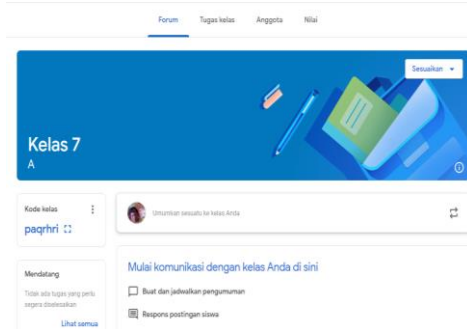 Forum Tugas kelas Anggota Nilai
Sesuaikan
Kelas 7
A
Kode kelas
paqrhri
Umumkan sesuatu ke kelas Anda
Mendatang
Tidak ada tugas yang perlu
segera diselesaikan
Lihat semua
Mulai komunikasi dengan kelas Anda di sini
Buat dan jadwalkan pengumuman
Respons postingan siswa